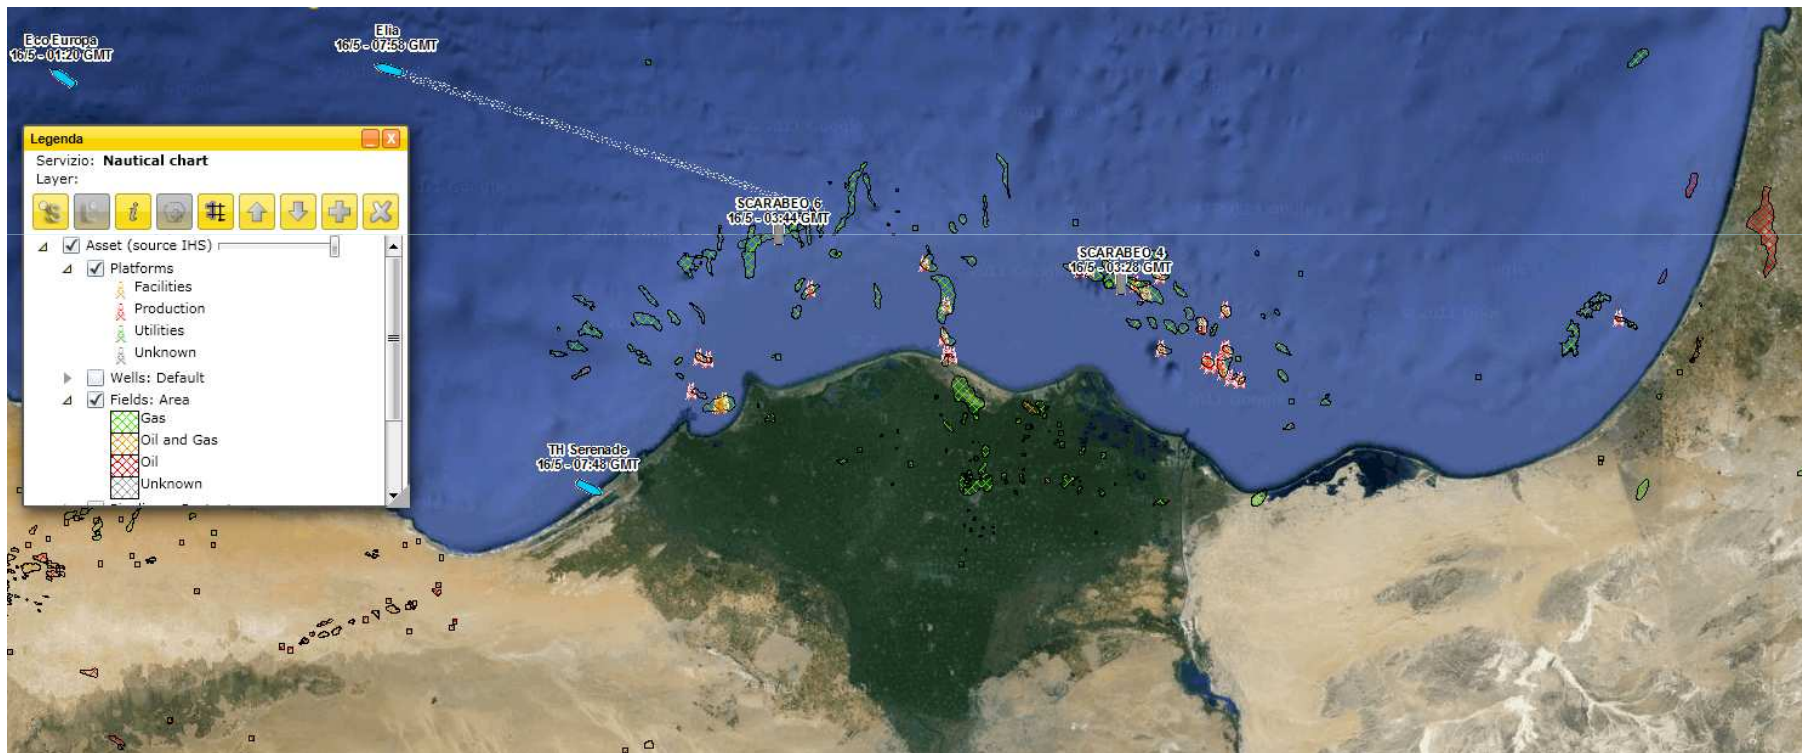 Eco Europa
16/5 - 01:20 GMT
Elia
16/5 - 07:58 GMT
Legenda
Servizio: Nautical chart
Layer:
Asset (source IHS)
Platforms
Facilities
Production
Utilities
Unknown
Wells: Default
Fields: Area
Gas
Oil and Gas
Oil
Unknown
SCARABEO 6
16/5 - 03:44 GMT
SCARABEO 4
16/5 - 03:28 GMT
TH Serenade
16/5 - 07:48 GMT